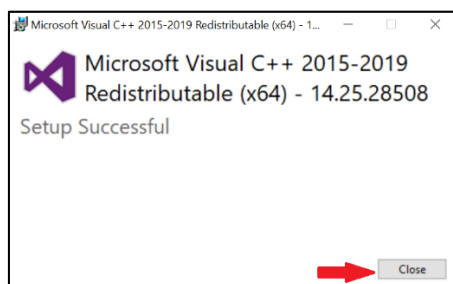 Microsoft Visual C++ 2015-2019 Redistributable (x64) - 1...
Microsoft Visual C++ 2015-2019
Redistributable (x64) - 14.25.28508
Setup Successful
Close